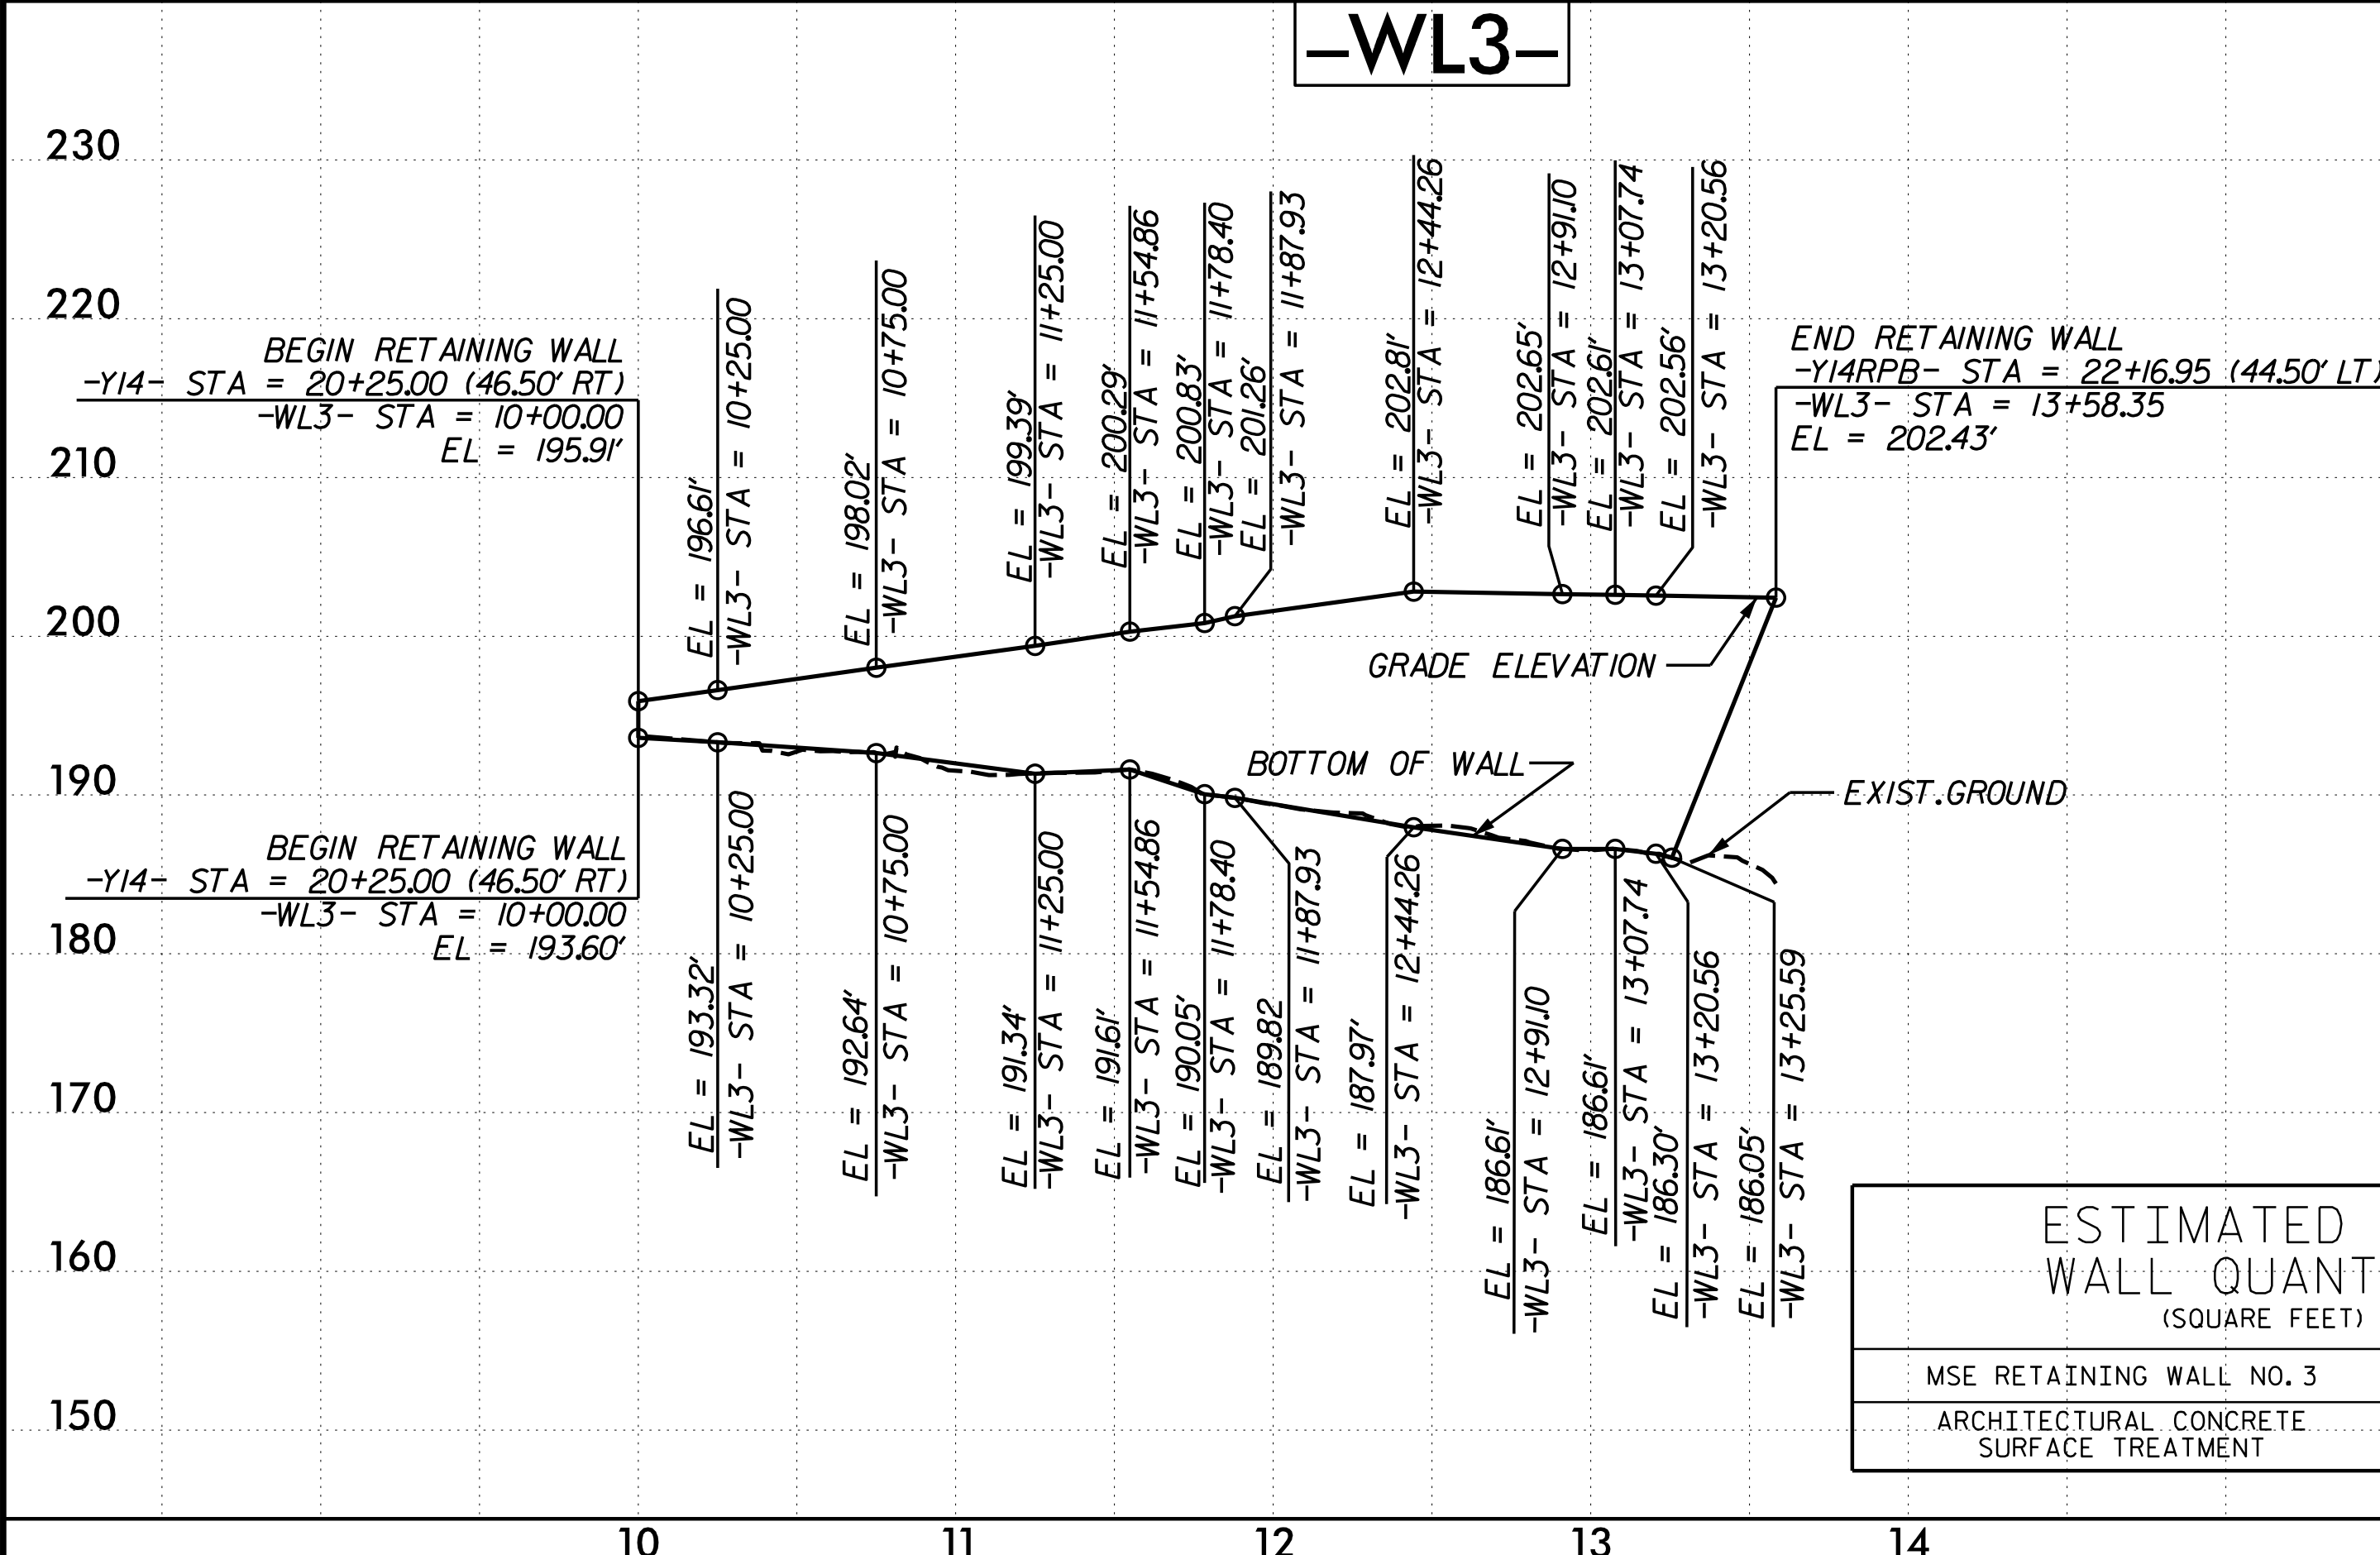 -WL3-
230
220
210
200
190
180
170
160
150
BEGIN RETAINING WALL
-Y14- STA = 20+25.00 (46.50' RT)
-WL3- STA = 10+00.00
EL = 195.91'
EL = 196.61'
-WL3- STA = 10+25.00
EL = 198.02'
-WL3- STA = 10+75.00
EL = 199.39'
-WL3- STA = 11+25.00
EL = 200.29'
-WL3- STA = 11+54.86
EL = 200.83'
-WL3- STA = 11+78.40
EL = 201.26'
-WL3- STA = 11+87.93
EL = 202.81'
-WL3- STA = 12+44.26
EL = 202.65'
-WL3- STA = 12+91.10
EL = 202.61'
-WL3- STA = 13+07.74
EL = 202.56'
-WL3- STA = 13+20.56
END RETAINING WALL
-Y14RPB- STA = 22+16.95 (44.50' LT)
-WL3- STA = 13+58.35
EL = 202.43'
GRADE ELEVATION
BOTTOM OF WALL
EXIST.GROUND
BEGIN RETAINING WALL
-Y14- STA = 20+25.00 (46.50' RT)
-WL3- STA = 10+00.00
EL = 193.60'
EL = 193.32'
-WL3- STA = 10+25.00
EL = 192.64'
-WL3- STA = 10+75.00
EL = 191.34'
-WL3- STA = 11+25.00
EL = 191.61'
-WL3- STA = 11+54.86
EL = 190.05'
-WL3- STA = 11+78.40
EL = 189.82
-WL3- STA = 11+87.93
EL = 187.97'
-WL3- STA = 12+44.26
EL = 186.61'
-WL3- STA = 12+91.10
EL = 186.61'
-WL3- STA = 13+07.74
EL = 186.30'
-WL3- STA = 13+20.56
EL = 186.05'
-WL3- STA = 13+25.59
ESTIMATED
WALL QUANT
(SQUARE FEET)
MSE RETAINING WALL NO. 3
ARCHITECTURAL CONCRETE
SURFACE TREATMENT
10
11
12
13
14